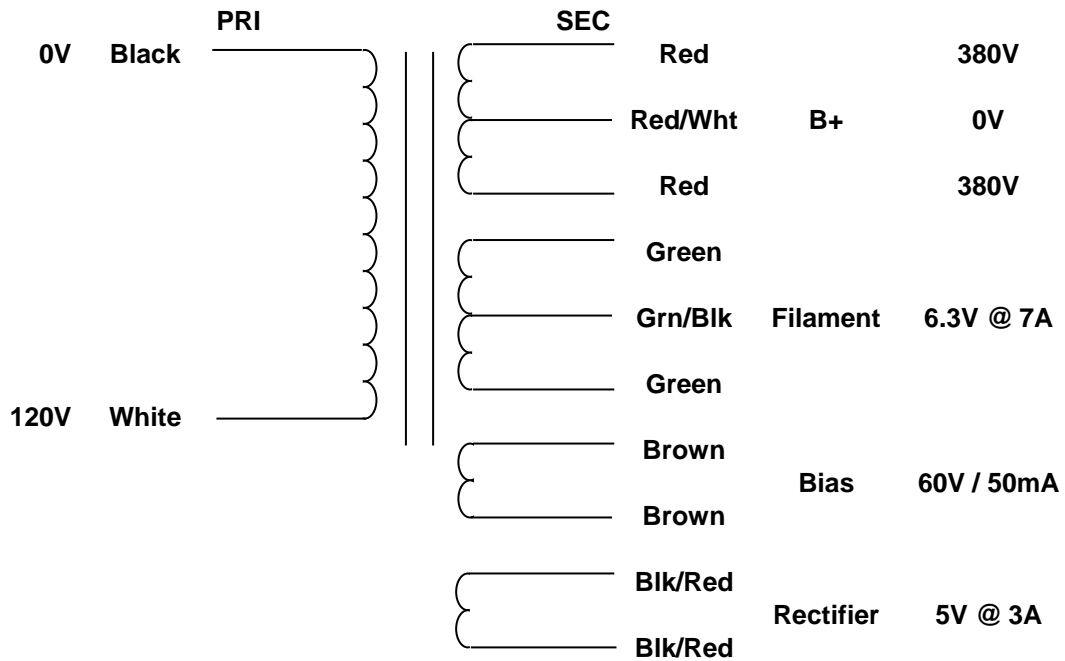 PRI SEC
0V Black Red 380V
Red/Wht B+ 0V
Red 380V
Green
Grn/Blk Filament 6.3V @ 7A
Green
120V White
Brown
Bias 60V / 50mA
Brown
Blk/Red
Rectifier 5V @ 3A
Blk/Red